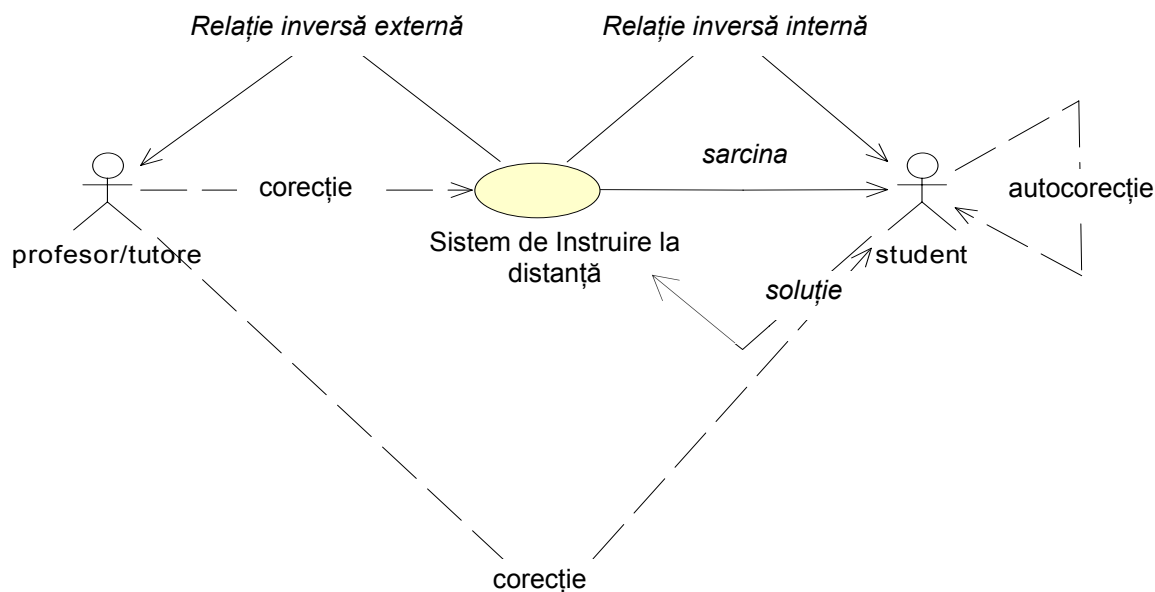 Relație inversă externă
Relație inversă internă
sarcina
corecție
autocorecție
profesor/tutore
Sistem de Instruire la
distanță
student
soluție
corecție